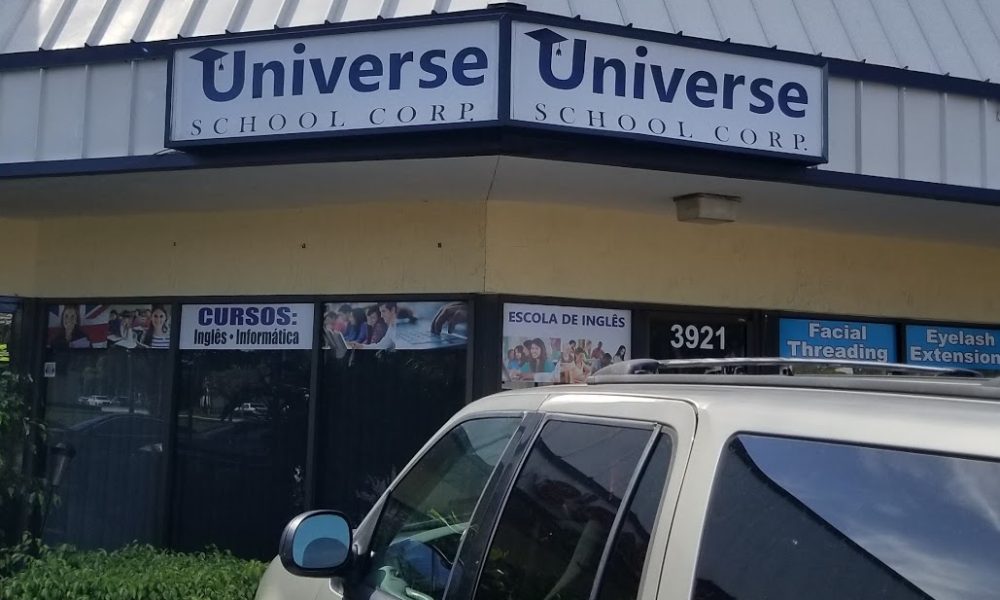 Universe
SCHOOL CORP.
Universe
SCHOOL CORP.
CURSOS:
Inglês • Informática
ESCOLA DE INGLÊS
3921
Facial
Threading
Eyelash
Extension